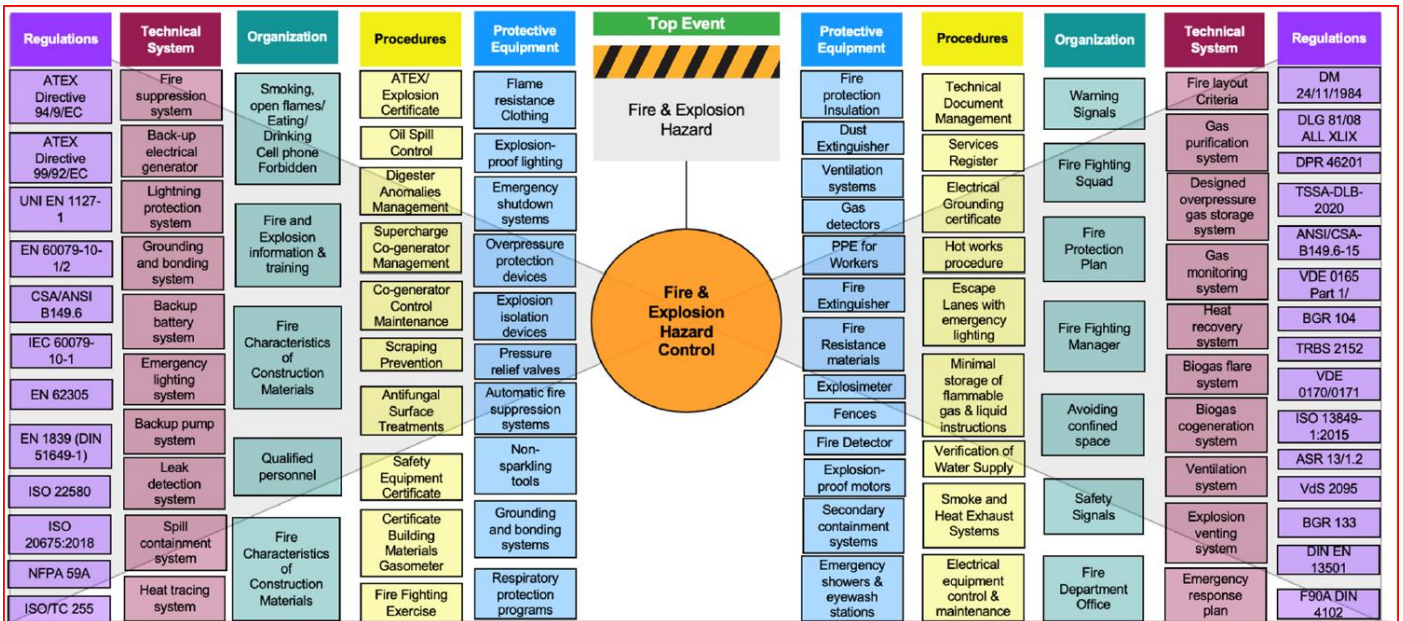 Regulations
ATEX
Directive
94/9/EC
ATEX
Directive
99/92/EC
UNI EN 1127-
1
EN 60079-10-
1/2
CSA/ANSI
B149.6
IEC 60079-
10-1
EN 62305
EN 1839 (DIN
51649-1)
ISO 22580
ISO
20675:2018
NFPA 59A
ISO/TC 255
Technical
System
Fire
suppression
system
Back-up
electrical
generator
Lightning
protection
system
Grounding
and bonding
system
Backup
battery
system
Emergency
lighting
system
Backup pump
system
Leak
detection
system
Spill
containment
system
Heat tracing
system
Organization
Smoking,
open flames/
Eating/
Drinking
Cell phone
Forbidden
Fire and
Explosion
information &
training
Fire
Characteristics
of
Construction
Materials
Qualified
personnel
Fire
Characteristics
of
Construction
Materials
Procedures
ATEX/
Explosion
Certificate
Oil Spill
Control
Digester
Anomalies
Management
Supercharge
Co-generator
Management
Co-generator
Control
Maintenance
Scraping
Prevention
Antifungal
Surface
Treatments
Safety
Equipment
Certificate
Certificate
Building
Materials
Gasometer
Fire Fighting
Exercise
Protective
Equipment
Flame
resistance
Clothing
Explosion-
proof lighting
Emergency
shutdown
systems
Overpressure
protection
devices
Explosion
isolation
devices
Pressure
relief valves
Automatic fire
suppression
systems
Non-
sparkling
tools
Grounding
and bonding
systems
Respiratory
protection
programs
Top Event
Fire & Explosion
Hazard
Fire &
Explosion
Hazard
Control
Protective
Equipment
Fire
protection
Insulation
Dust
Extinguisher
Ventilation
systems
Gas
detectors
PPE for
Workers
Fire
Extinguisher
Fire
Resistance
materials
Explosimeter
Fences
Fire Detector
Explosion-
proof motors
Secondary
containment
systems
Emergency
showers &
eyewash
stations
Procedures
Technical
Document
Management
Services
Register
Electrical
Grounding
certificate
Hot works
procedure
Escape
Lanes with
emergency
lighting
Minimal
storage of
flammable
gas & liquid
instructions
Verification of
Water Supply
Smoke and
Heat Exhaust
Systems
Electrical
equipment
control &
maintenance
Organization
Warning
Signals
Fire Fighting
Squad
Fire
Protection
Plan
Fire Fighting
Manager
Avoiding
confined
space
Safety
Signals
Fire
Department
Office
Technical
System
Fire layout
Criteria
Gas
purification
system
Designed
overpressure
gas storage
system
Gas
monitoring
system
Heat
recovery
system
Biogas flare
system
Biogas
cogeneration
system
Ventilation
system
Explosion
venting
system
Emergency
response
plan
Regulations
DM
24/11/1984
DLG 81/08
ALL XLIX
DPR 46201
TSSA-DLB-
2020
ANSI/CSA-
B149.6-15
VDE 0165
Part 1/
BGR 104
TRBS 2152
VDE
0170/0171
ISO 13849-
1:2015
ASR 13/1.2
VdS 2095
BGR 133
DIN EN
13501
F90A DIN
4102